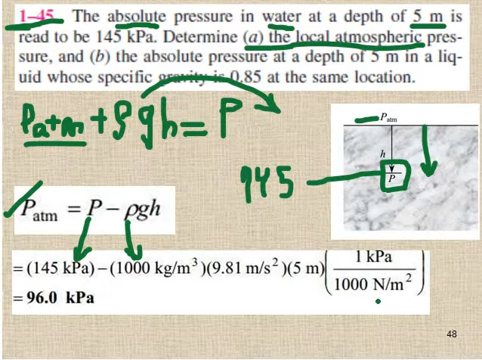 1–45 The absolute pressure in water at a depth of 5 m is
read to be 145 kPa. Determine (a) the local atmospheric pres-
sure, and (b) the absolute pressure at a depth of 5 m in a liq-
uid whose specific gravity is 0.85 at the same location.
Patm + ρgh = P
Patm
h
P
145
Patm = P − ρgh
= (145 kPa) − (1000 kg/m³)(9.81 m/s²)(5 m)(1 kPa / 1000 N/m²)
= 96.0 kPa
48